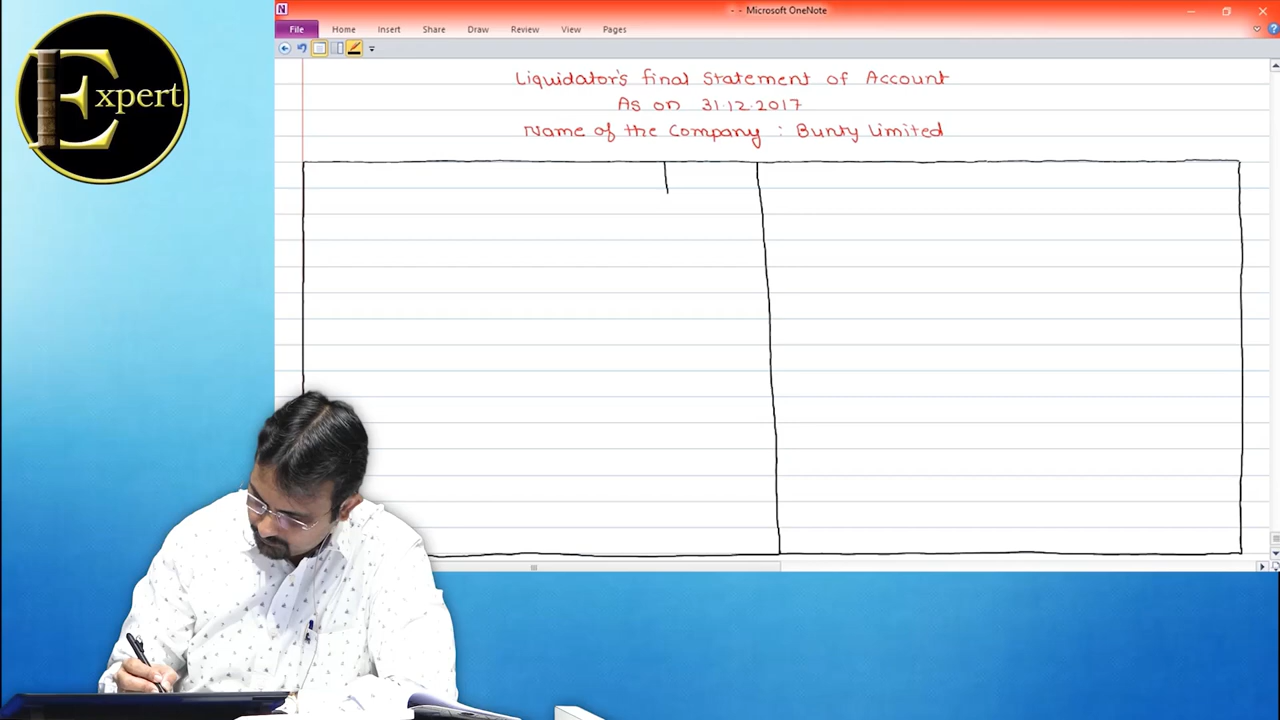 Expert
- - Microsoft OneNote
File Home Insert Share Draw Review View Pages
Liquidator's final Statement of Account
As on 31.12.2017
Name of the Company : Bunty Limited